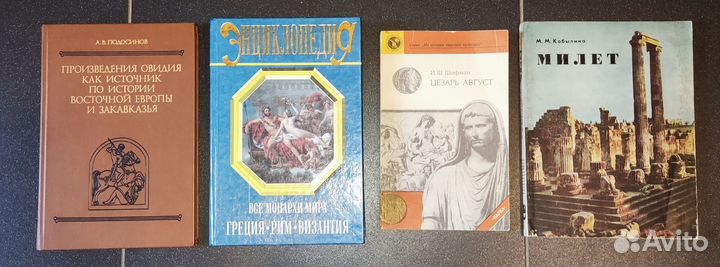 А. В. ПОДОСИНОВ
ПРОИЗВЕДЕНИЯ ОВИДИЯ
КАК ИСТОЧНИК
ПО ИСТОРИИ
ВОСТОЧНОЙ ЕВРОПЫ
И ЗАКАВКАЗЬЯ
ЭНЦИКЛОПЕДИЯ
ВСЕ МОНАРХИ МИРА
ГРЕЦИЯ · РИМ · ВИЗАНТИЯ
И. Ш. Шифман
ЦЕЗАРЬ АВГУСТ
М. М. Кобылина
МИЛЕТ
Avito